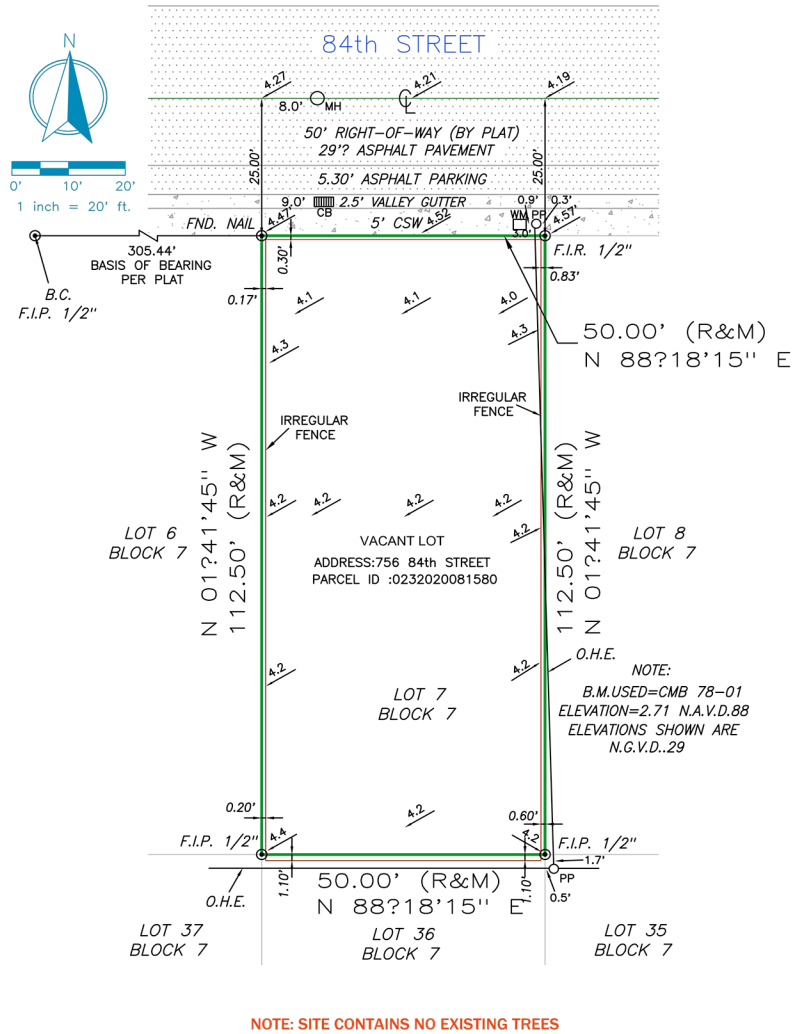 84th STREET
N
4.27
4.21
4.19
8.0'
MH
50' RIGHT-OF-WAY (BY PLAT)
29'? ASPHALT PAVEMENT
25.00'
25.00'
0'
10'
20'
1 inch = 20' ft.
5.30' ASPHALT PARKING
9.0'
CB
2.5' VALLEY GUTTER
0.9'
0.3'
WM
PP
3.0'
FND. NAIL
4.47
5' CSW
4.52
4.57
F.I.R. 1/2"
305.44'
BASIS OF BEARING
PER PLAT
B.C.
F.I.P. 1/2"
0.30'
0.83'
0.17'
4.1
4.1
4.0
4.3
4.3
50.00' (R&M)
N 88?18'15" E
IRREGULAR
FENCE
IRREGULAR
FENCE
N 01?41'45" W
112.50' (R&M)
112.50' (R&M)
N 01?41'45" W
4.2
4.2
4.2
4.2
4.2
LOT 6
BLOCK 7
LOT 8
BLOCK 7
VACANT LOT
ADDRESS:756 84th STREET
PARCEL ID :0232020081580
4.2
4.2
O.H.E.
LOT 7
BLOCK 7
NOTE:
B.M.USED=CMB 78-01
ELEVATION=2.71 N.A.V.D.88
ELEVATIONS SHOWN ARE
N.G.V.D..29
0.20'
4.2
0.60'
F.I.P. 1/2"
4.4
4.2
F.I.P. 1/2"
1.7'
PP
0.5'
1.10'
1.10'
50.00' (R&M)
N 88?18'15" E
O.H.E.
LOT 37
BLOCK 7
LOT 36
BLOCK 7
LOT 35
BLOCK 7
NOTE: SITE CONTAINS NO EXISTING TREES